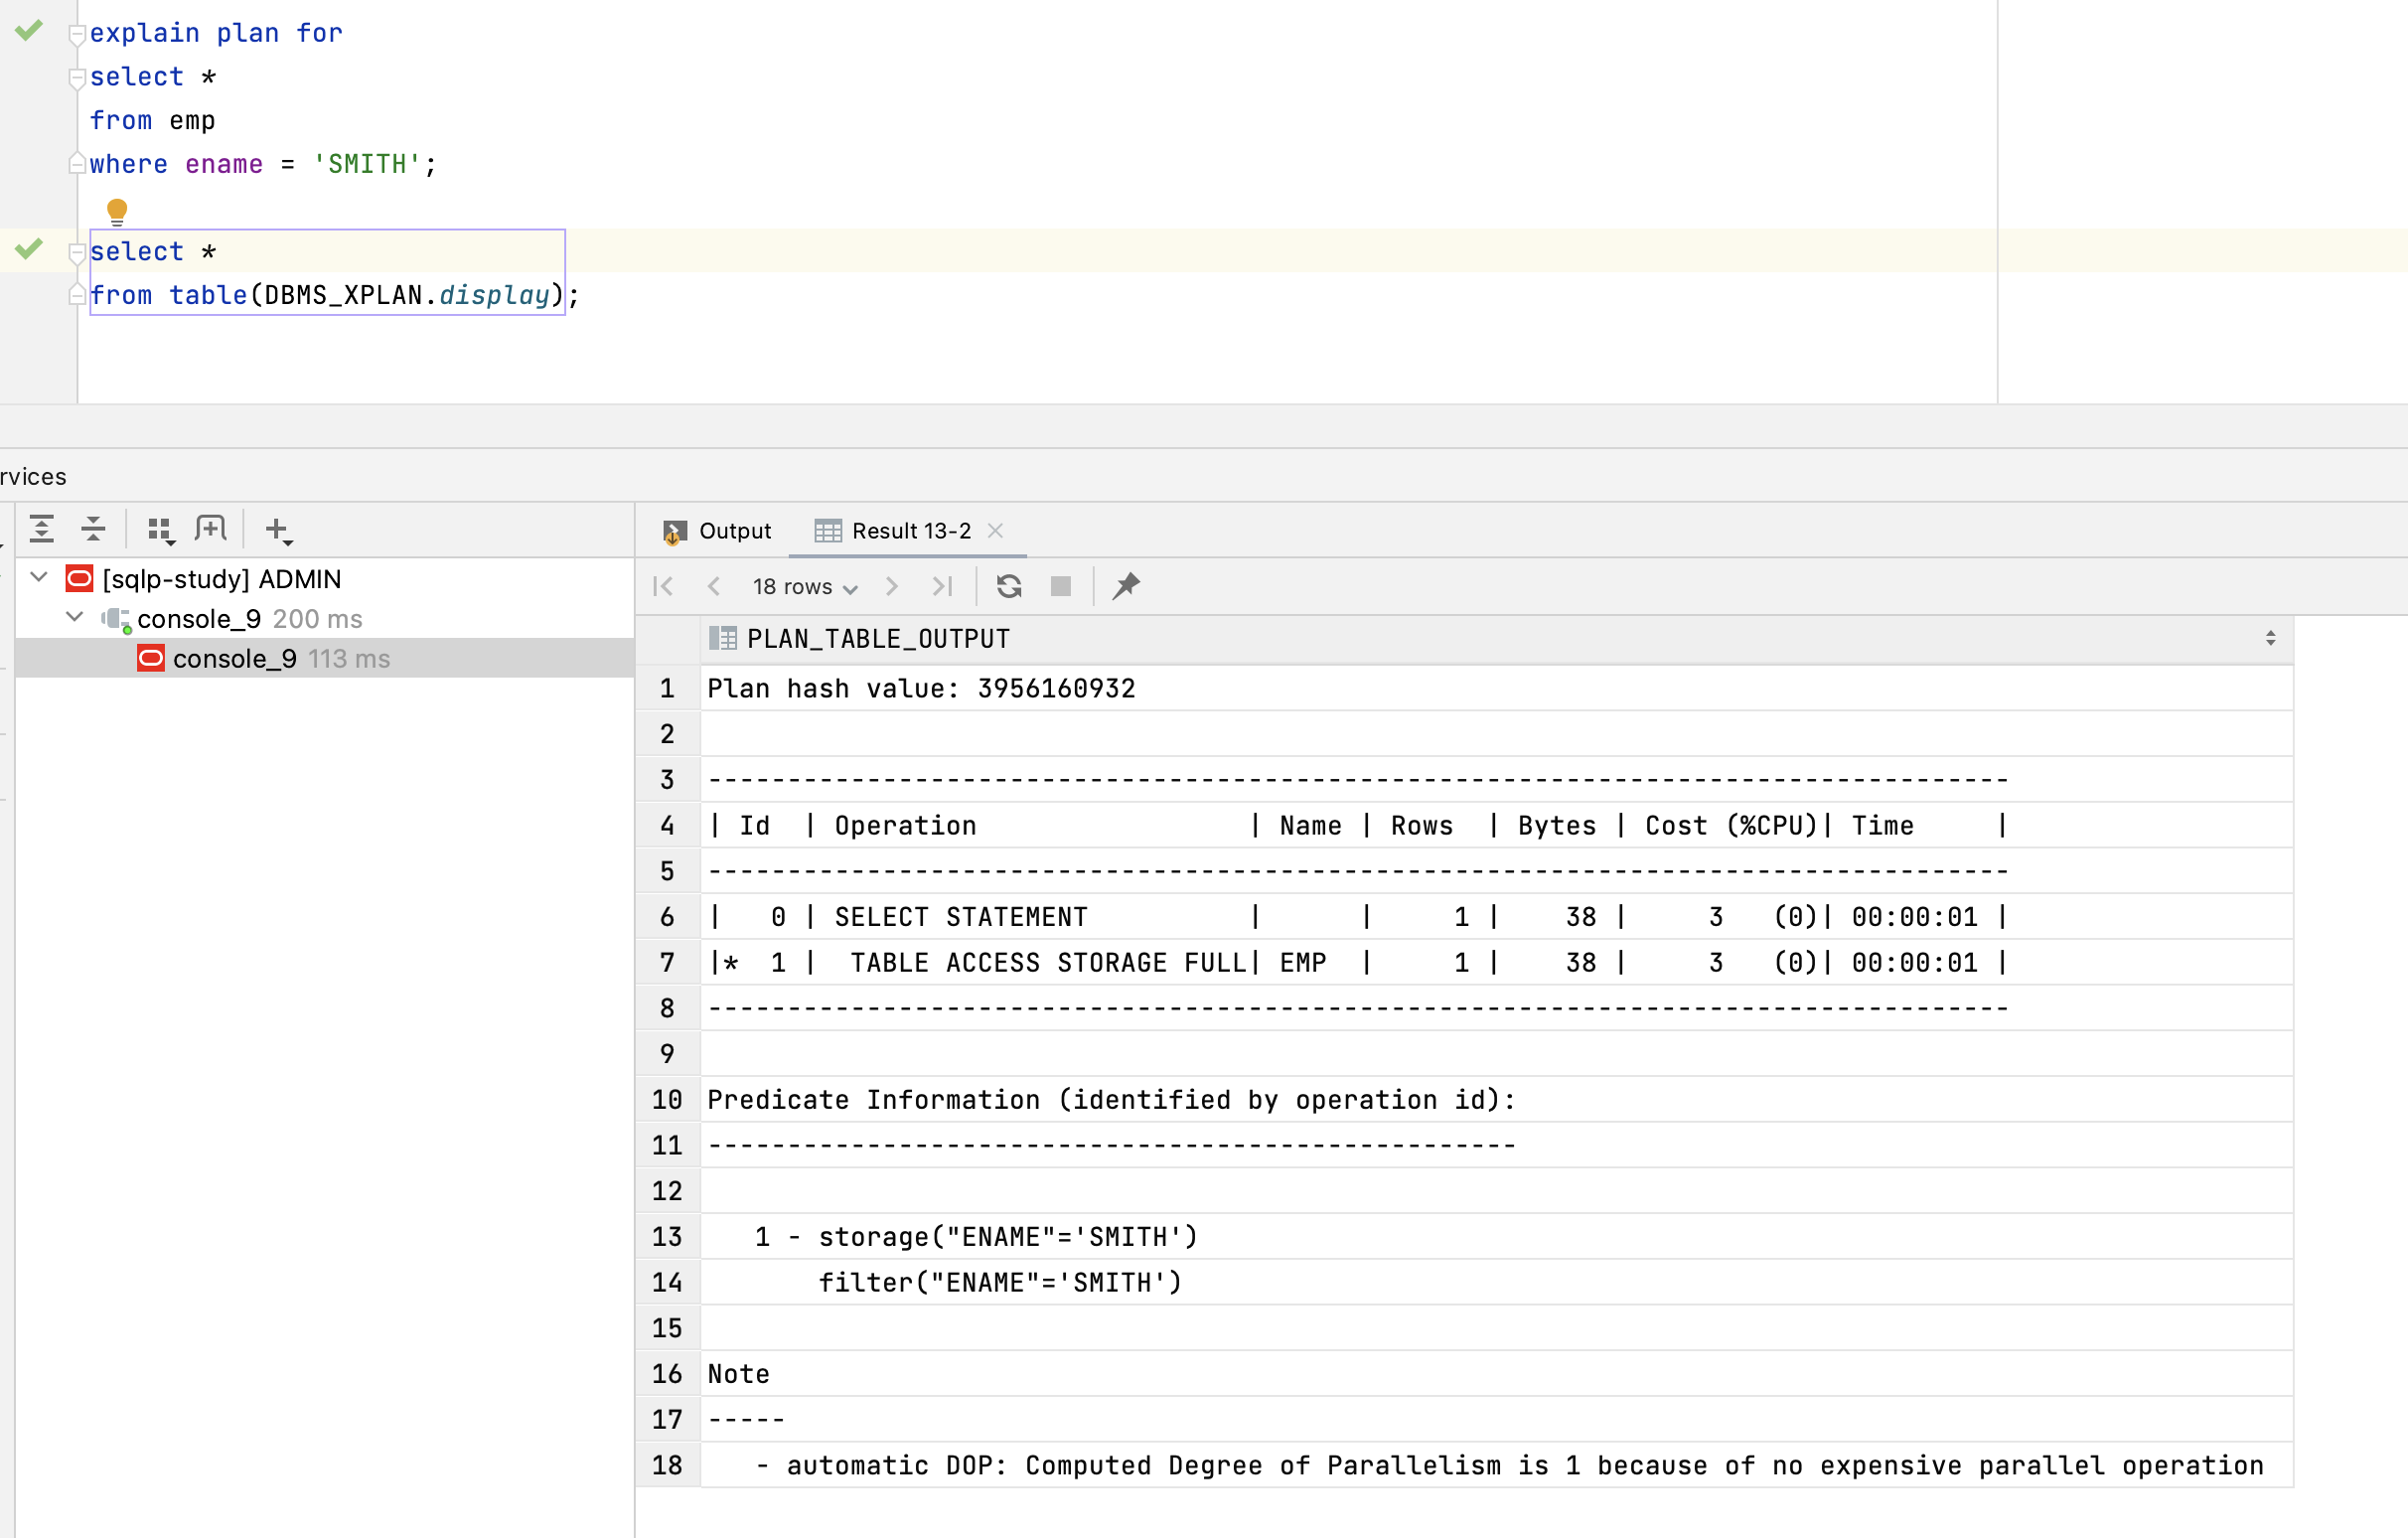 explain plan for
select *
from emp
where ename = 'SMITH';
select *
from table(DBMS_XPLAN.display);
rvices
Output
Result 13-2
[sqlp-study] ADMIN
console_9 200 ms
console_9 113 ms
18 rows
PLAN_TABLE_OUTPUT
1 Plan hash value: 3956160932
2
3 ----------------------------------------------------------------------------------
4 | Id  | Operation                 | Name | Rows  | Bytes | Cost (%CPU)| Time     |
5 ----------------------------------------------------------------------------------
6 |   0 | SELECT STATEMENT          |      |     1 |    38 |     3   (0)| 00:00:01 |
7 |*  1 |  TABLE ACCESS STORAGE FULL| EMP  |     1 |    38 |     3   (0)| 00:00:01 |
8 ----------------------------------------------------------------------------------
9
10 Predicate Information (identified by operation id):
11 ---------------------------------------------------
12
13    1 - storage("ENAME"='SMITH')
14        filter("ENAME"='SMITH')
15
16 Note
17 -----
18    - automatic DOP: Computed Degree of Parallelism is 1 because of no expensive parallel operation